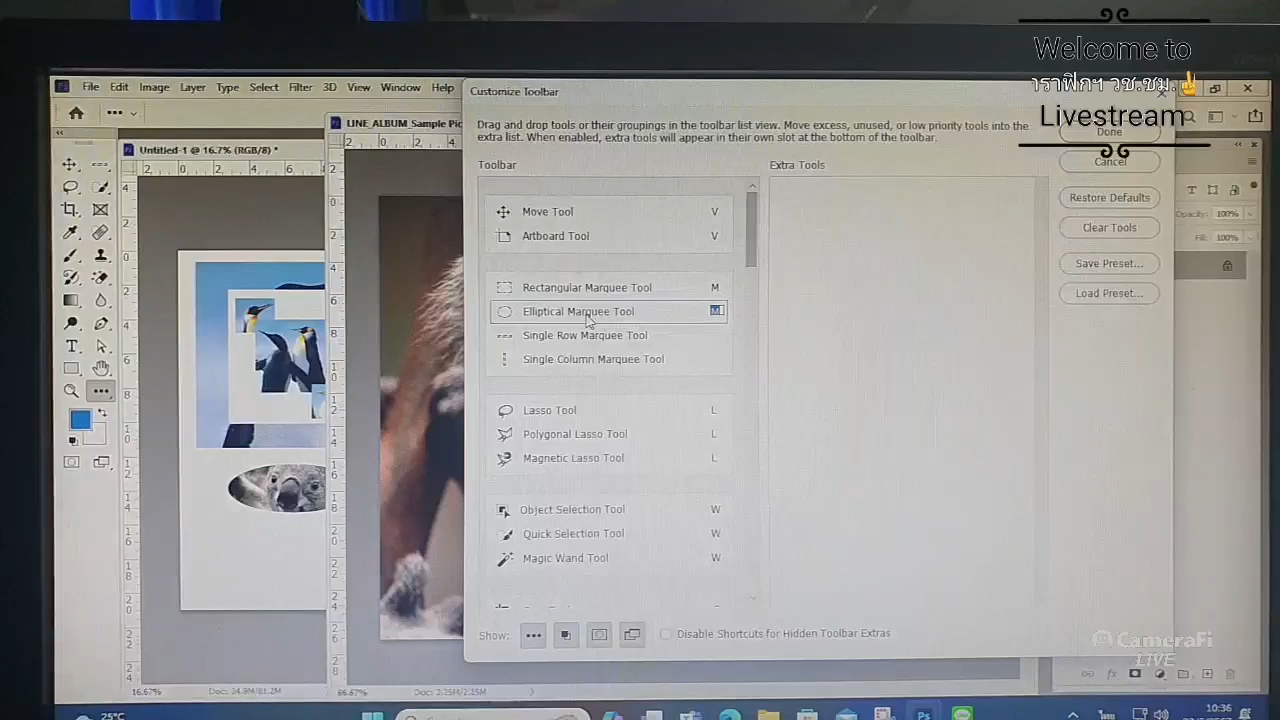 Welcome to
าราฟิกฯ วช.ชม.✌
Livestream
File Edit Image Layer Type Select Filter 3D View Window Help
Customize Toolbar
Drag and drop tools or their groupings in the toolbar list view. Move excess, unused, or low priority tools into the
extra list. When enabled, extra tools will appear in their own slot at the bottom of the toolbar.
Done
Cancel
Restore Defaults
Clear Tools
Save Preset...
Load Preset...
Toolbar
Extra Tools
Move Tool V
Artboard Tool V
Rectangular Marquee Tool M
Elliptical Marquee Tool M
Single Row Marquee Tool
Single Column Marquee Tool
Lasso Tool L
Polygonal Lasso Tool L
Magnetic Lasso Tool L
Object Selection Tool W
Quick Selection Tool W
Magic Wand Tool W
Show:
Disable Shortcuts for Hidden Toolbar Extras
Untitled-1 @ 16.7% (RGB/8) *
LINE_ALBUM_Sample Pic
Opacity: 100%
Fill: 100%
16.67% Doc: 24.9M/81.2M
66.67% Doc: 2.25M/2.25M
CameraFi
LIVE
25°C
10:36